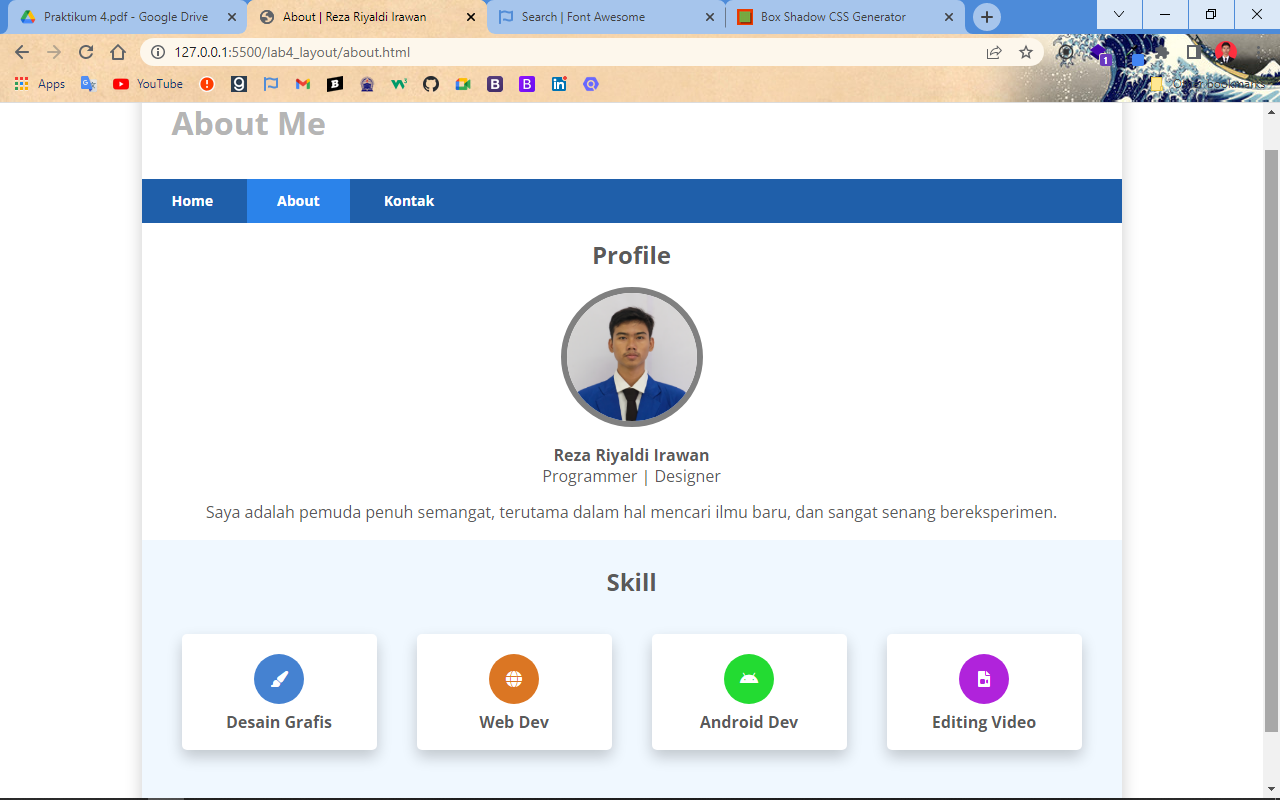 Praktikum 4.pdf - Google Drive
About | Reza Riyaldi Irawan
Search | Font Awesome
Box Shadow CSS Generator
127.0.0.1:5500/lab4_layout/about.html
1
Apps
YouTube
Other bookmarks
About Me
Home
About
Kontak
Profile
Reza Riyaldi Irawan
Programmer | Designer
Saya adalah pemuda penuh semangat, terutama dalam hal mencari ilmu baru, dan sangat senang bereksperimen.
Skill
Desain Grafis
Web Dev
Android Dev
Editing Video